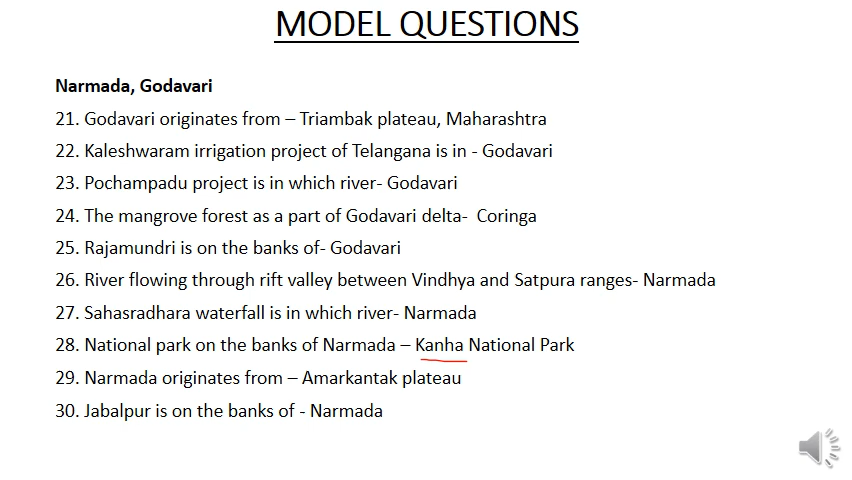 MODEL QUESTIONS
Narmada, Godavari
21. Godavari originates from – Triambak plateau, Maharashtra
22. Kaleshwaram irrigation project of Telangana is in - Godavari
23. Pochampadu project is in which river- Godavari
24. The mangrove forest as a part of Godavari delta-  Coringa
25. Rajamundri is on the banks of- Godavari
26. River flowing through rift valley between Vindhya and Satpura ranges- Narmada
27. Sahasradhara waterfall is in which river- Narmada
28. National park on the banks of Narmada – Kanha National Park
29. Narmada originates from – Amarkantak plateau
30. Jabalpur is on the banks of - Narmada